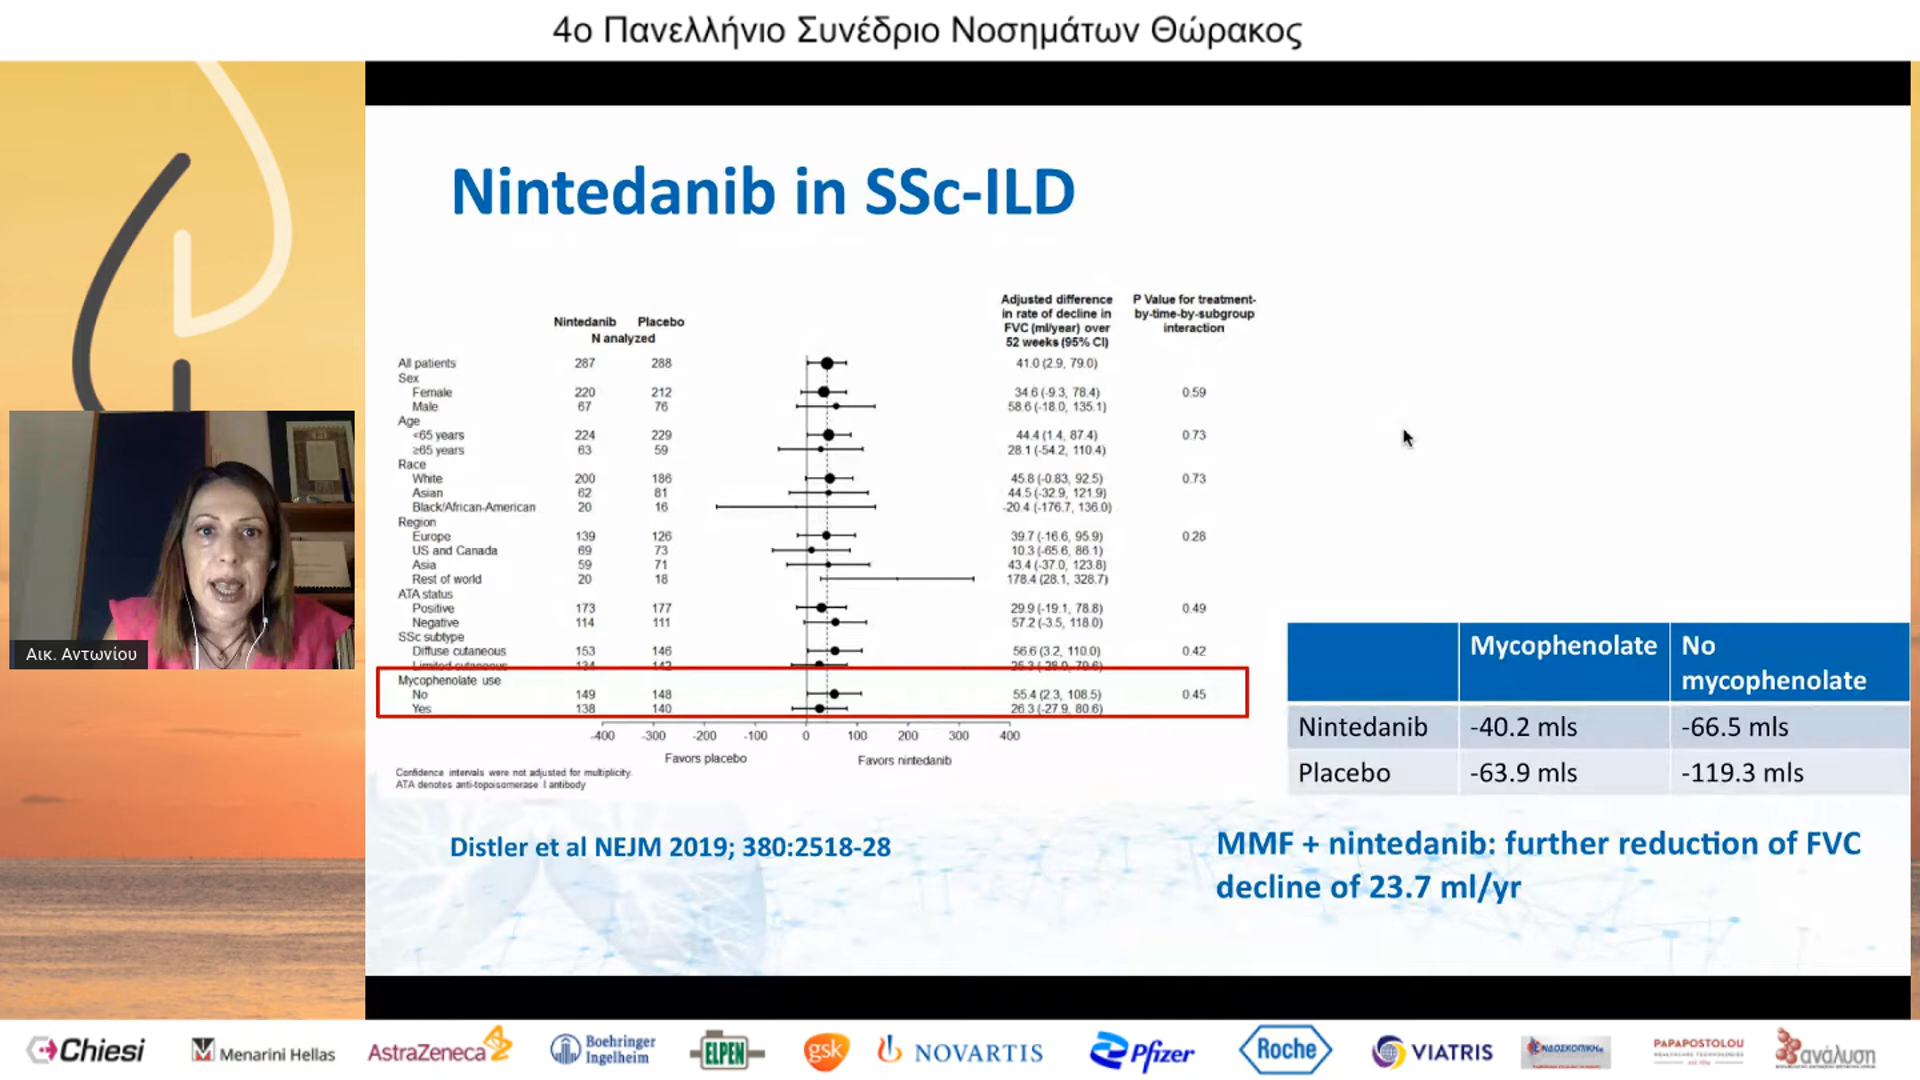 4ο Πανελλήνιο Συνέδριο Νοσημάτων Θώρακος
Nintedanib in SSc-ILD
Nintedanib Placebo
N analyzed
Adjusted difference
in rate of decline in
FVC (ml/year) over
52 weeks (95% CI)
P Value for treatment-
by-time-by-subgroup
interaction
All patients 287 288 41.0 (2.9, 79.0)
Sex
Female 220 212 34.6 (-9.3, 78.4) 0.59
Male 67 76 58.6 (-18.0, 135.1)
Age
<65 years 224 229 44.4 (1.4, 87.4) 0.73
≥65 years 63 59 28.1 (-54.2, 110.4)
Race
White 200 186 45.8 (-0.83, 92.5) 0.73
Asian 62 81 44.5 (-32.9, 121.9)
Black/African-American 20 16 -20.4 (-176.7, 136.0)
Region
Europe 139 126 39.7 (-16.6, 95.9) 0.28
US and Canada 69 73 10.3 (-65.6, 86.1)
Asia 59 71 43.4 (-37.0, 123.8)
Rest of world 20 18 178.4 (28.1, 328.7)
ATA status
Positive 173 177 29.9 (-19.1, 78.8) 0.49
Negative 114 111 57.2 (-3.5, 118.0)
SSc subtype
Diffuse cutaneous 153 146 56.6 (3.2, 110.0) 0.42
Limited cutaneous 134 142
Mycophenolate use
No 149 148 55.4 (2.3, 108.5) 0.45
Yes 138 140 26.3 (-27.9, 80.6)
-400 -300 -200 -100 0 100 200 300 400
Favors placebo Favors nintedanib
Confidence intervals were not adjusted for multiplicity.
ATA denotes anti-topoisomerase I antibody
Mycophenolate No mycophenolate
Nintedanib -40.2 mls -66.5 mls
Placebo -63.9 mls -119.3 mls
Distler et al NEJM 2019; 380:2518-28
MMF + nintedanib: further reduction of FVC
decline of 23.7 ml/yr
Αικ. Αντωνίου
Chiesi Menarini Hellas AstraZeneca Boehringer Ingelheim ELPEN gsk NOVARTIS Pfizer Roche VIATRIS ΕΝΔΟΣΚΟΠΙΚΗ PAPAPOSTOLOU ανάλυση